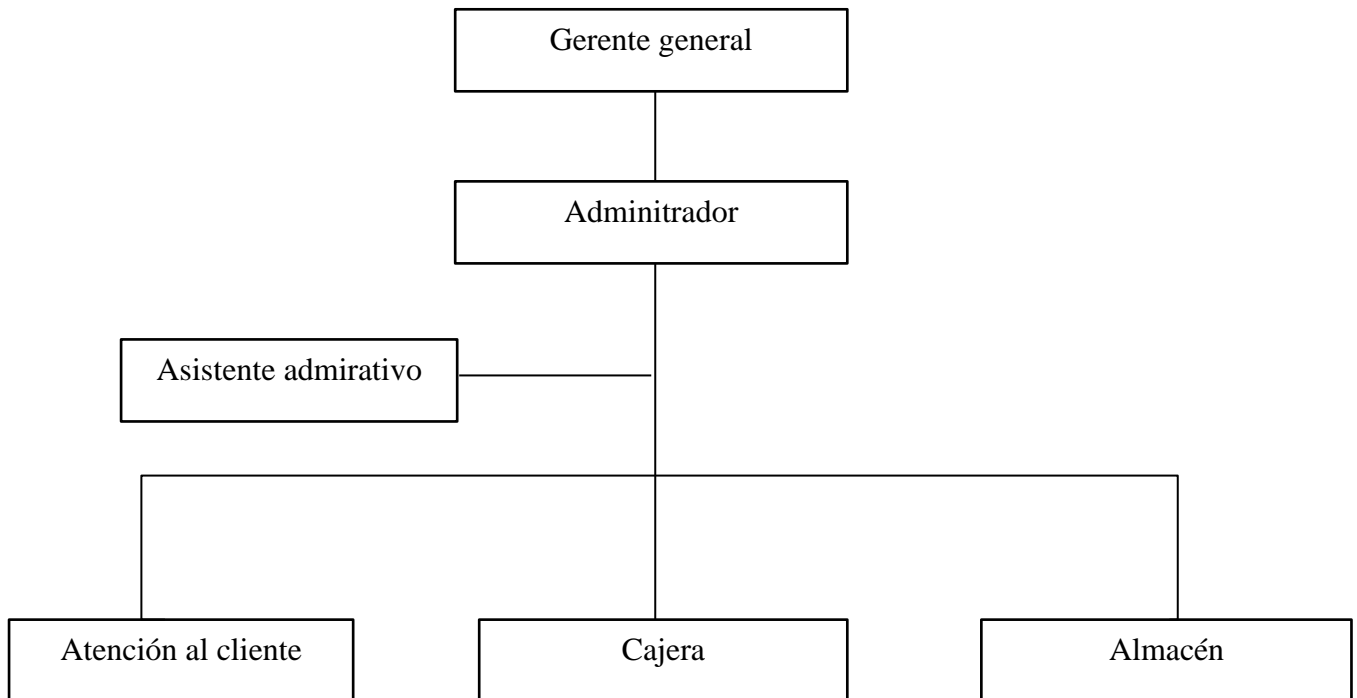 Gerente general
Adminitrador
Asistente admirativo
Atención al cliente
Cajera
Almacén